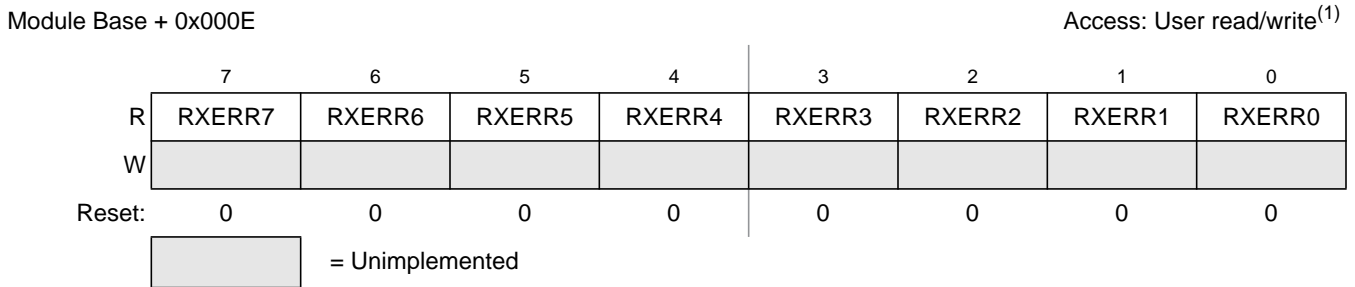 Module Base + 0x000E Access: User read/write(1)
7 6 5 4 3 2 1 0
R RXERR7 RXERR6 RXERR5 RXERR4 RXERR3 RXERR2 RXERR1 RXERR0
W
Reset: 0 0 0 0 0 0 0 0
= Unimplemented